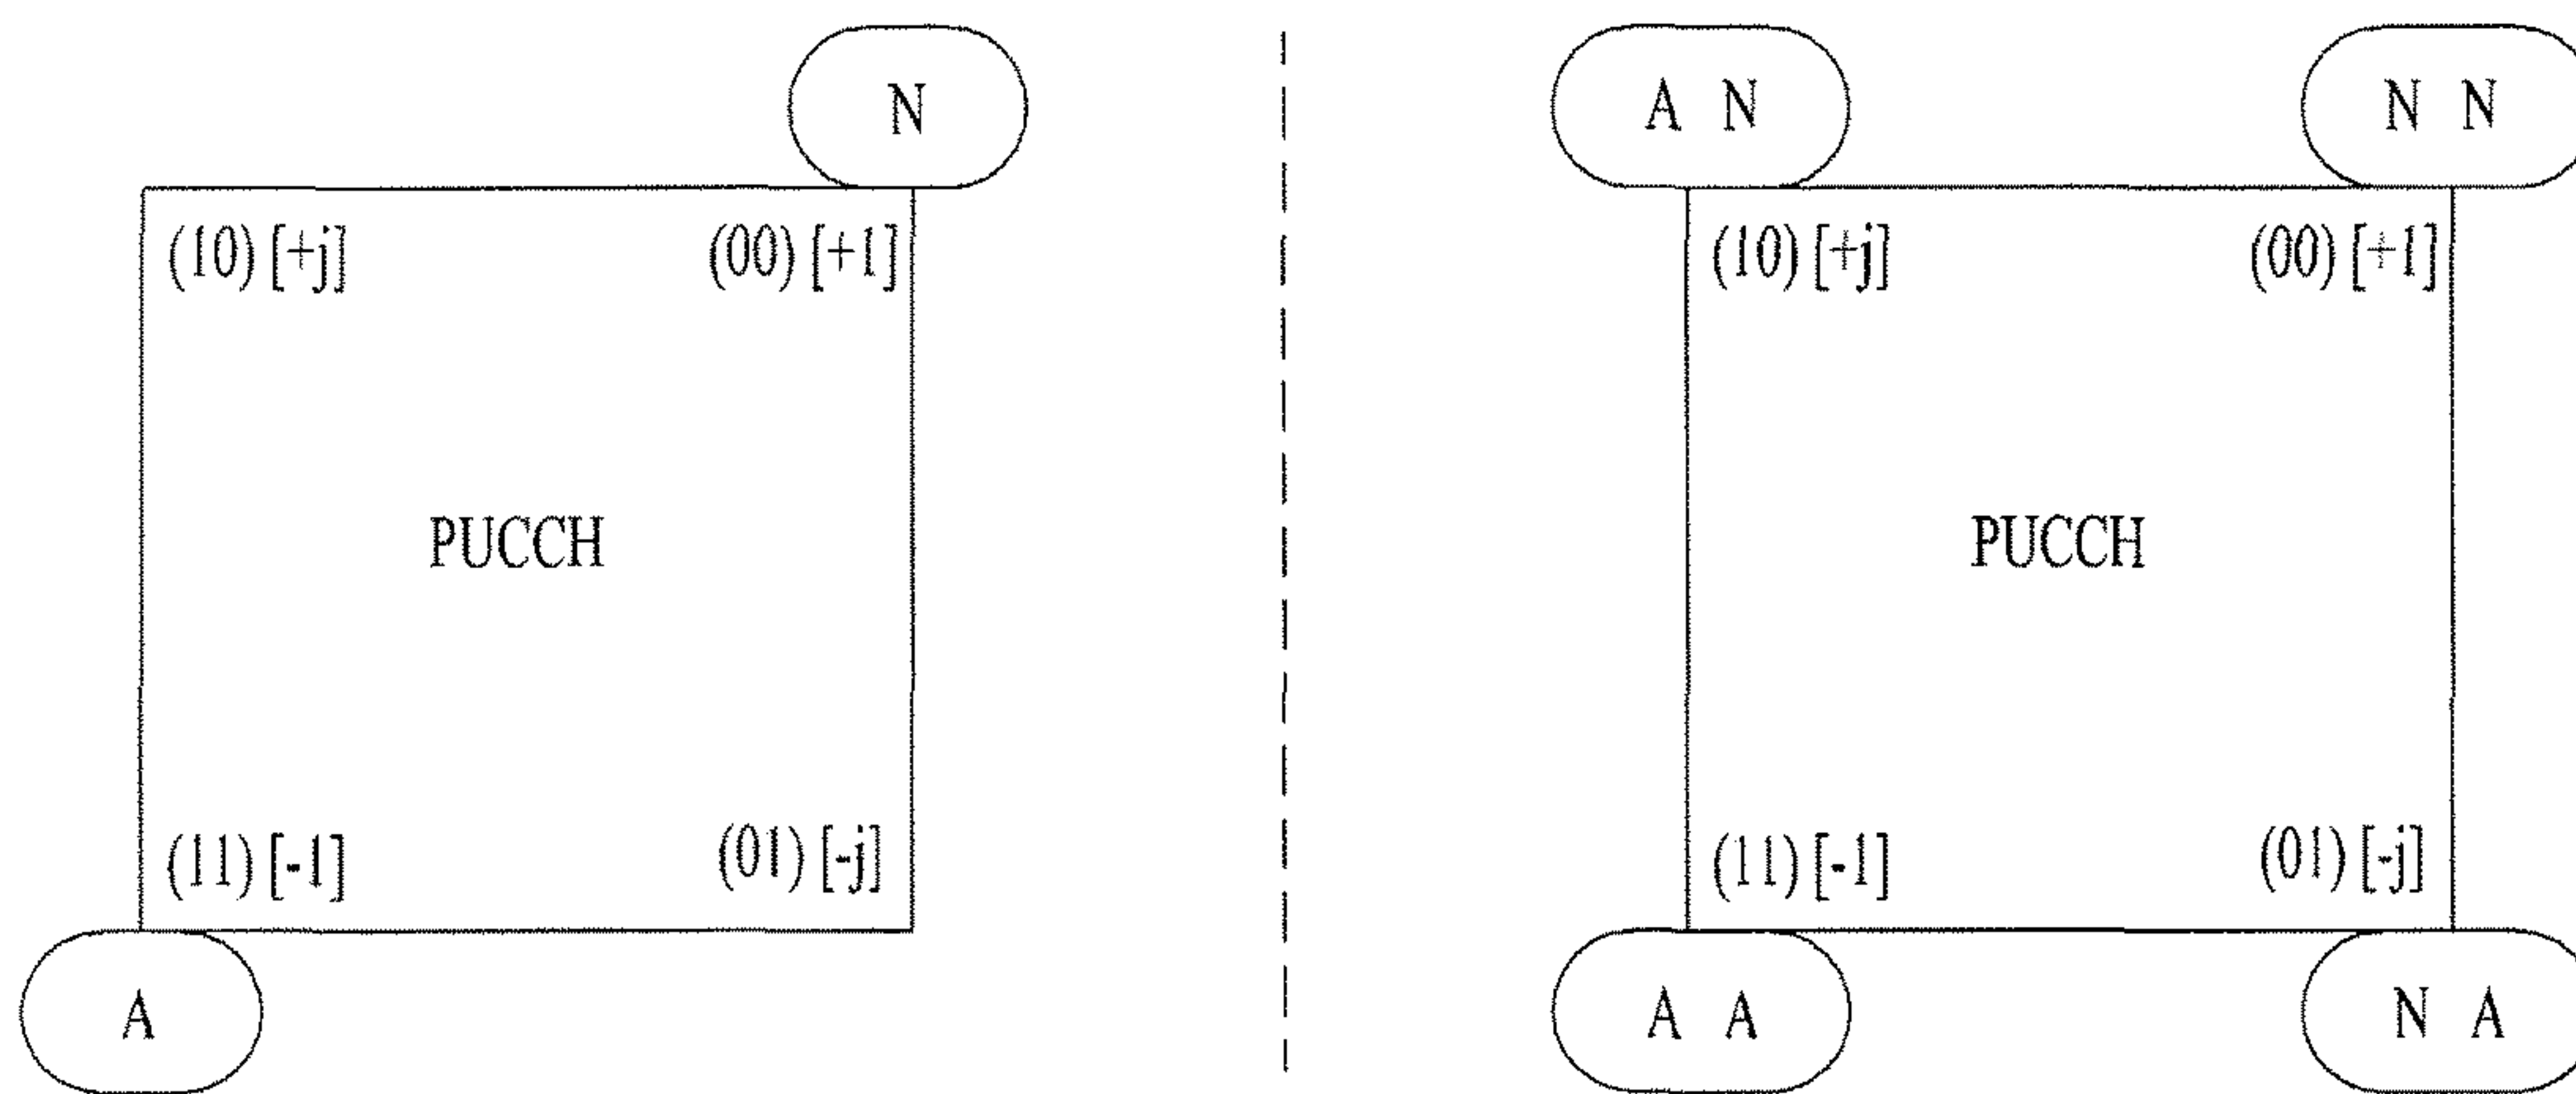 N
(10) [+j] (00) [+1]
PUCCH
(11) [-1] (01) [-j]
A
A N N N
(10) [+j] (00) [+1]
PUCCH
(11) [-1] (01) [-j]
A A N A